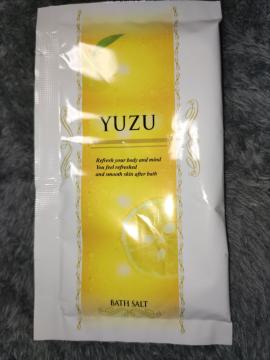 YUZU
Refresh your body and mind
You feel refreshed
and smooth skin after bath
BATH SALT